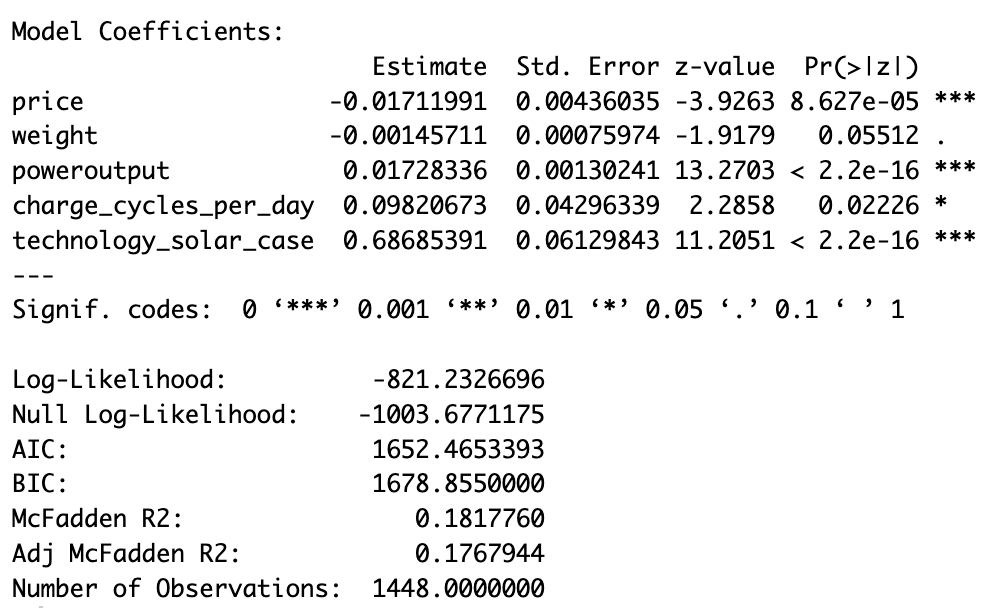 Model Coefficients:
Estimate Std. Error z-value Pr(>|z|)
price -0.01711991 0.00436035 -3.9263 8.627e-05 ***
weight -0.00145711 0.00075974 -1.9179 0.05512 .
poweroutput 0.01728336 0.00130241 13.2703 < 2.2e-16 ***
charge_cycles_per_day 0.09820673 0.04296339 2.2858 0.02226 *
technology_solar_case 0.68685391 0.06129843 11.2051 < 2.2e-16 ***
---
Signif. codes: 0 ‘***’ 0.001 ‘**’ 0.01 ‘*’ 0.05 ‘.’ 0.1 ‘ ’ 1
Log-Likelihood: -821.2326696
Null Log-Likelihood: -1003.6771175
AIC: 1652.4653393
BIC: 1678.8550000
McFadden R2: 0.1817760
Adj McFadden R2: 0.1767944
Number of Observations: 1448.0000000